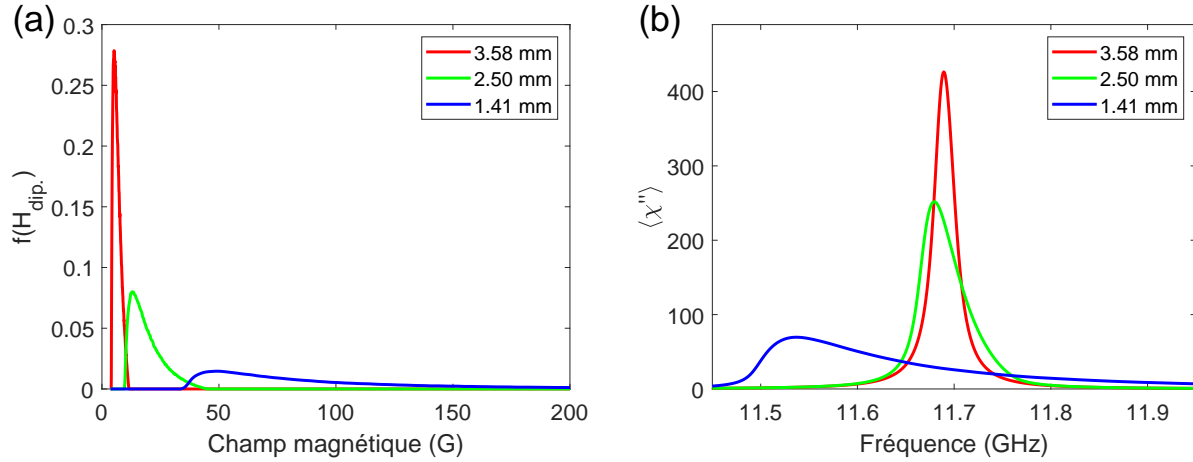 (a)
0.3
0.25
0.2
0.15
0.1
0.05
0
f(H_dip.)
0 50 100 150 200
Champ magnétique (G)
3.58 mm
2.50 mm
1.41 mm
(b)
400
300
200
100
0
⟨χ"⟩
11.5 11.6 11.7 11.8 11.9
Fréquence (GHz)
3.58 mm
2.50 mm
1.41 mm